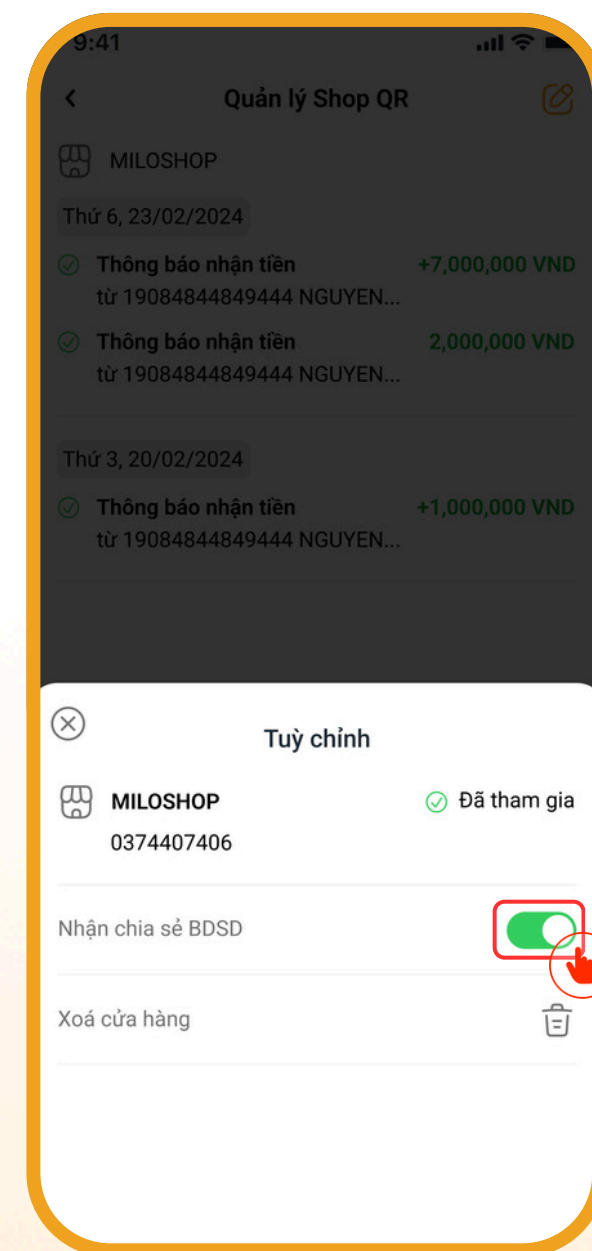 9:41
Quản lý Shop QR
MILOSHOP
Thứ 6, 23/02/2024
Thông báo nhận tiền +7,000,000 VND
từ 19084844849444 NGUYEN...
Thông báo nhận tiền 2,000,000 VND
từ 19084844849444 NGUYEN...
Thứ 3, 20/02/2024
Thông báo nhận tiền +1,000,000 VND
từ 19084844849444 NGUYEN...
Tuỳ chỉnh
MILOSHOP Đã tham gia
0374407406
Nhận chia sẻ BDSD
Xoá cửa hàng